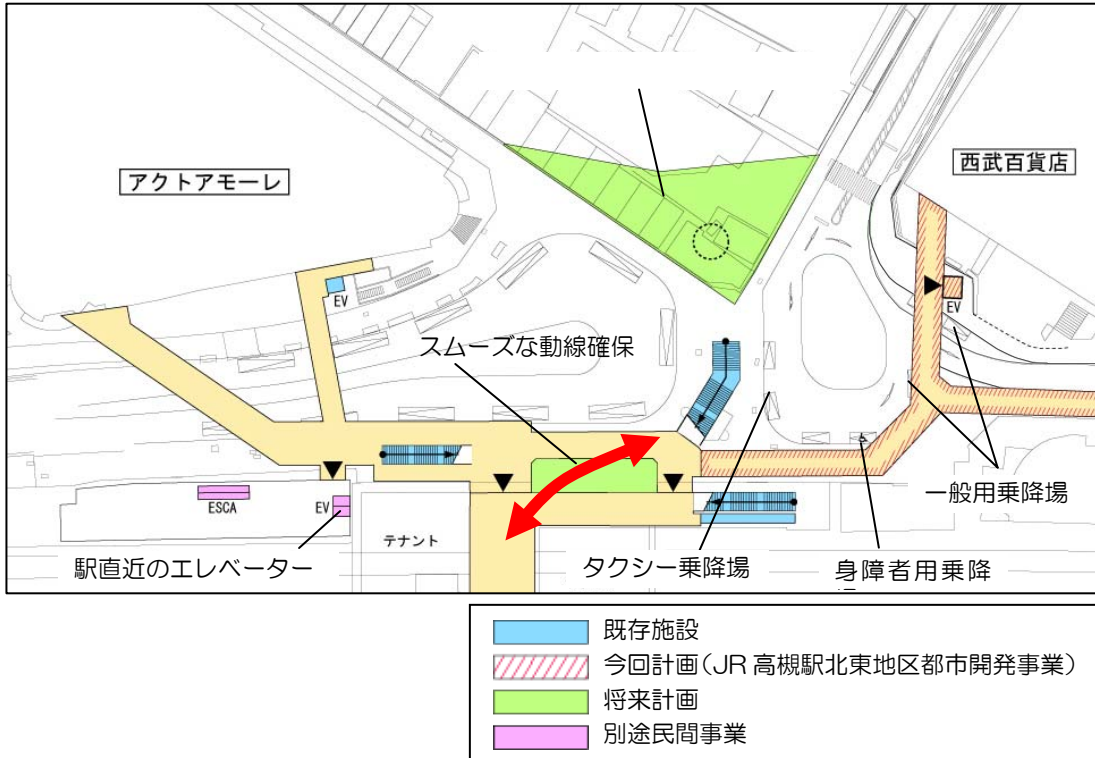 アクトアモーレ
西武百貨店
EV
EV
スムーズな動線確保
一般用乗降場
ESCA
EV
テナント
駅直近のエレベーター
タクシー乗降場
身障者用乗降
既存施設
今回計画(JR 高槻駅北東地区都市開発事業)
将来計画
別途民間事業